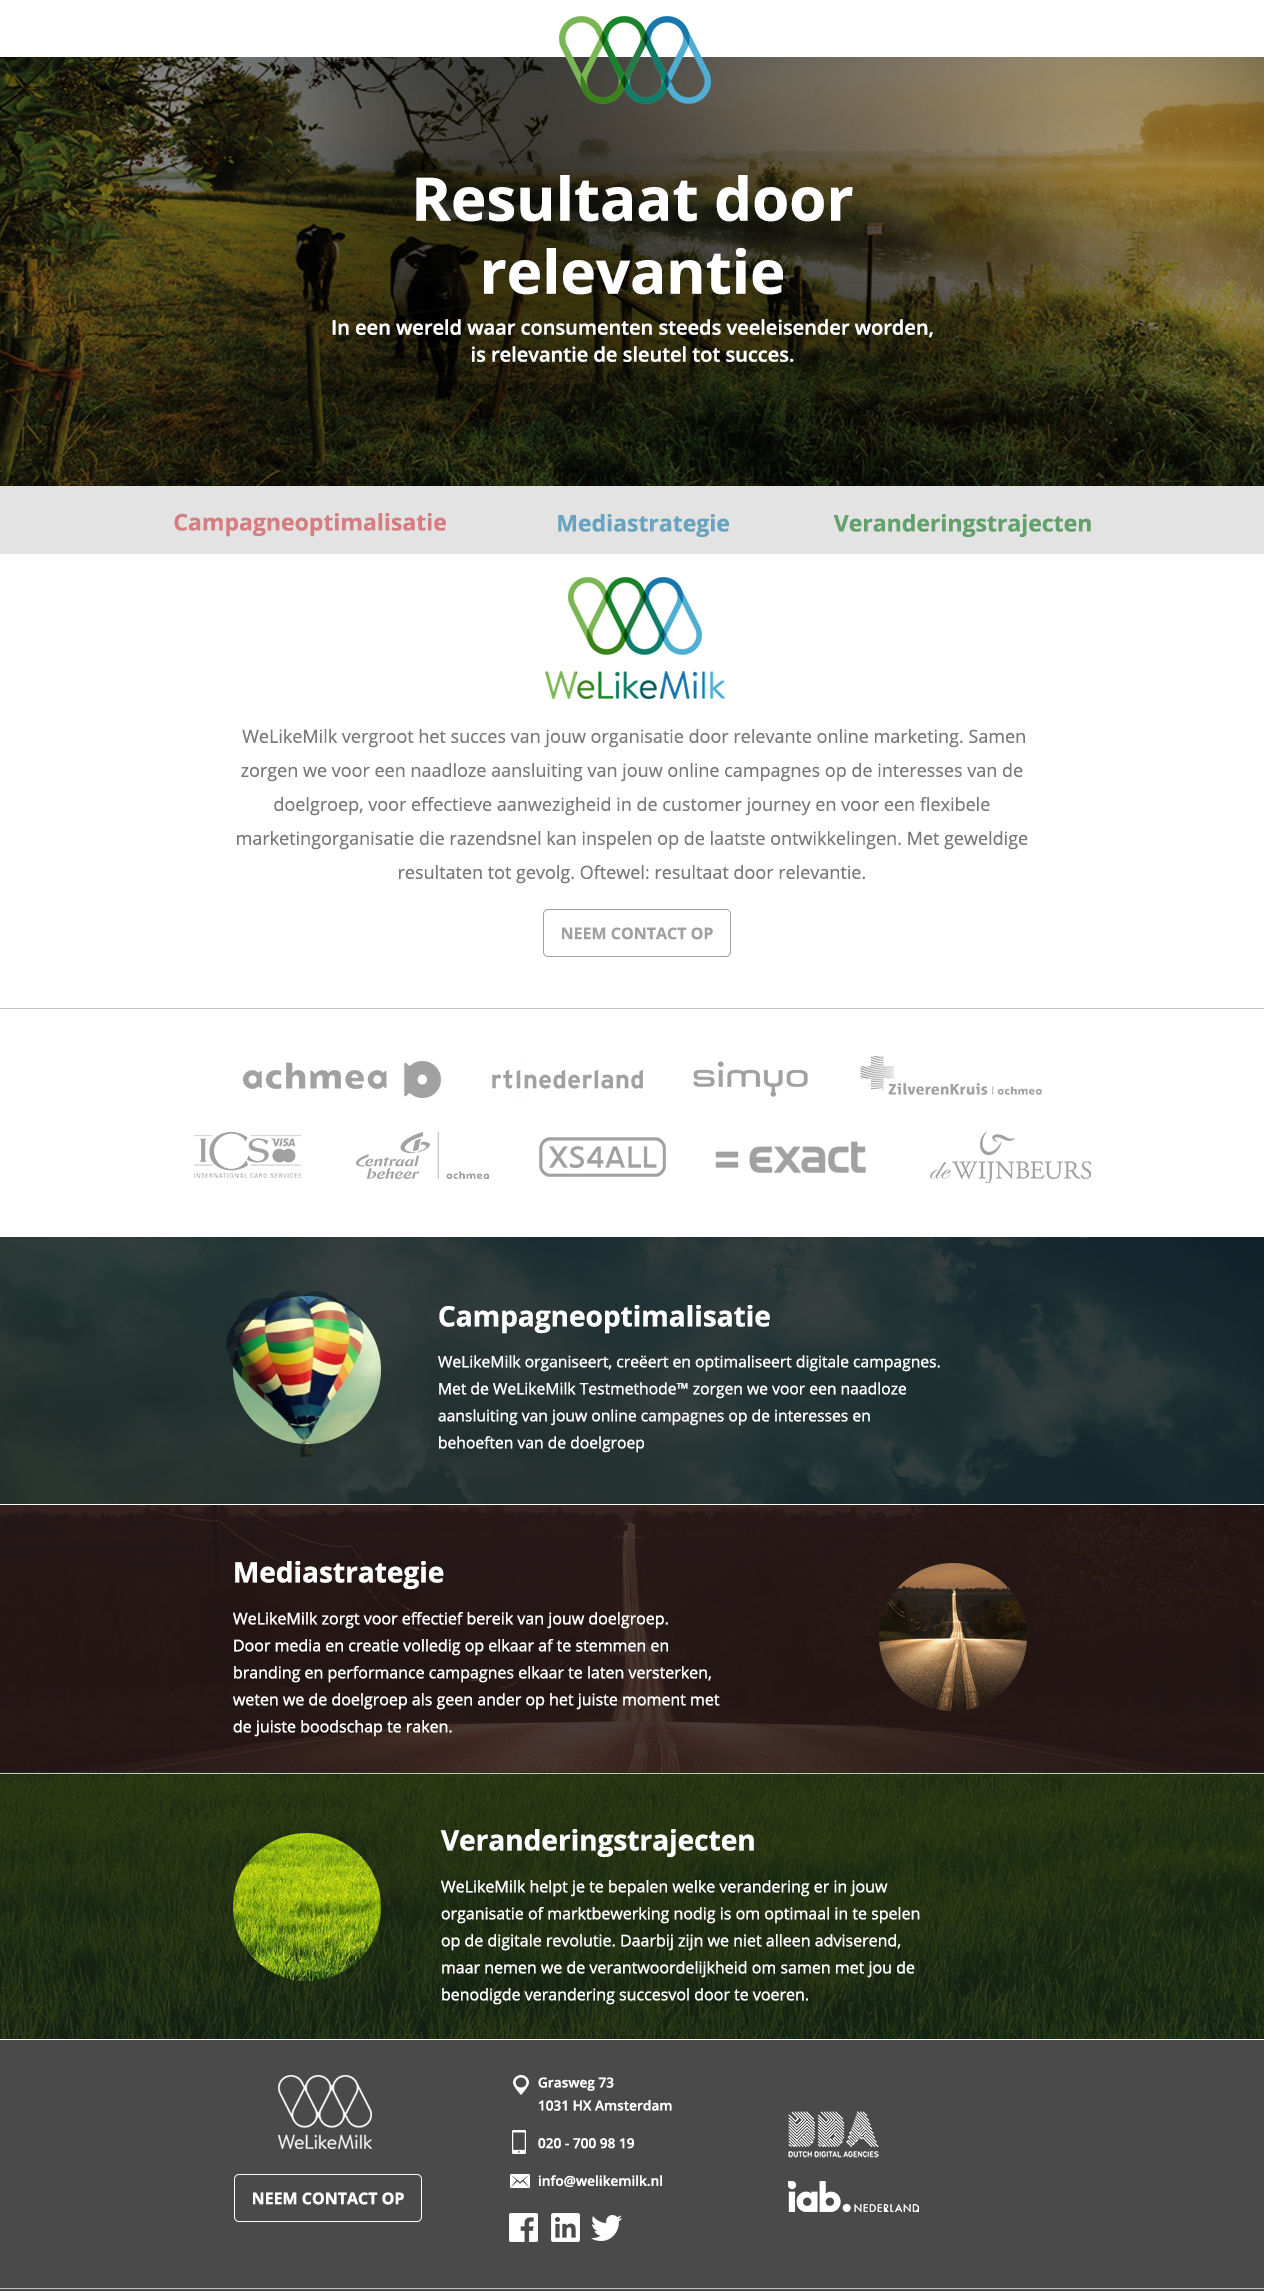 Resultaat door
relevantie
In een wereld waar consumenten steeds veeleisender worden,
is relevantie de sleutel tot succes.
Campagneoptimalisatie
Mediastrategie
Veranderingstrajecten
WeLikeMilk
WeLikeMilk vergroot het succes van jouw organisatie door relevante online marketing. Samen
zorgen we voor een naadloze aansluiting van jouw online campagnes op de interesses van de
doelgroep, voor effectieve aanwezigheid in de customer journey en voor een flexibele
marketingorganisatie die razendsnel kan inspelen op de laatste ontwikkelingen. Met geweldige
resultaten tot gevolg. Oftewel: resultaat door relevantie.
NEEM CONTACT OP
achmea
rtl nederland
simyo
ZilverenKruis | achmea
ICS VISA
INTERNATIONAL CARD SERVICES
Centraal
beheer
achmea
XS4ALL
= exact
de WIJNBEURS
Campagneoptimalisatie
WeLikeMilk organiseert, creëert en optimaliseert digitale campagnes.
Met de WeLikeMilk Testmethode™ zorgen we voor een naadloze
aansluiting van jouw online campagnes op de interesses en
behoeften van de doelgroep
Mediastrategie
WeLikeMilk zorgt voor effectief bereik van jouw doelgroep.
Door media en creatie volledig op elkaar af te stemmen en
branding en performance campagnes elkaar te laten versterken,
weten we de doelgroep als geen ander op het juiste moment met
de juiste boodschap te raken.
Veranderingstrajecten
WeLikeMilk helpt je te bepalen welke verandering er in jouw
organisatie of marktbewerking nodig is om optimaal in te spelen
op de digitale revolutie. Daarbij zijn we niet alleen adviserend,
maar nemen we de verantwoordelijkheid om samen met jou de
benodigde verandering succesvol door te voeren.
WeLikeMilk
NEEM CONTACT OP
Grasweg 73
1031 HX Amsterdam
020 - 700 98 19
info@welikemilk.nl
DDA
DUTCH DIGITAL AGENCIES
iab. NEDERLAND